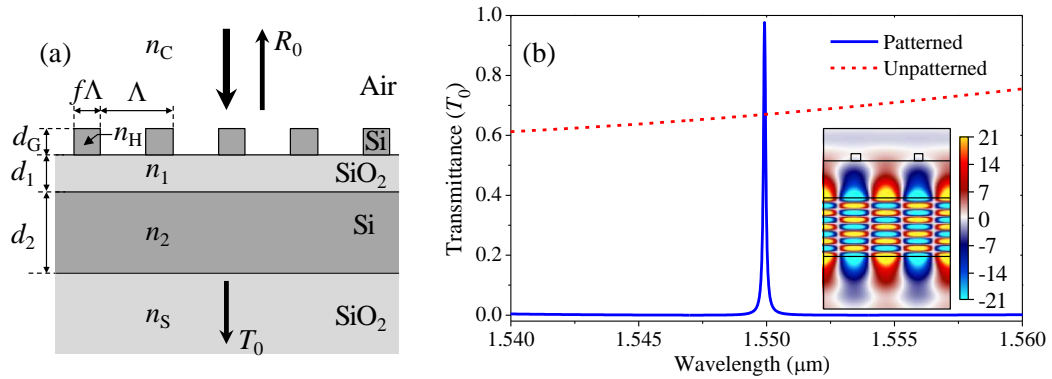 (a)
n_C
R_0
Air
fΛ
Λ
d_G
n_H
Si
d_1
n_1
SiO_2
d_2
n_2
Si
n_S
SiO_2
T_0
(b)
Patterned
Unpatterned
Transmittance (T_0)
1.0
0.8
0.6
0.4
0.2
0.0
21
14
7
0
-7
-14
-21
1.540
1.545
1.550
1.555
1.560
Wavelength (μm)